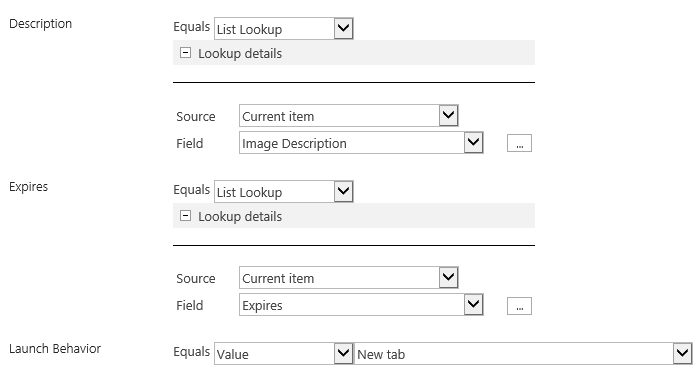 Description Equals List Lookup
Lookup details
Source Current item
Field Image Description ...
Expires Equals List Lookup
Lookup details
Source Current item
Field Expires ...
Launch Behavior Equals Value New tab